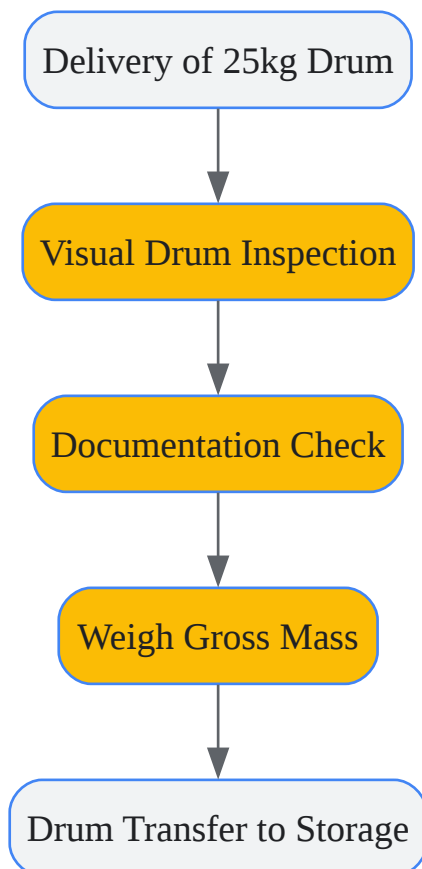 Delivery of 25kg Drum
Visual Drum Inspection
Documentation Check
Weigh Gross Mass
Drum Transfer to Storage